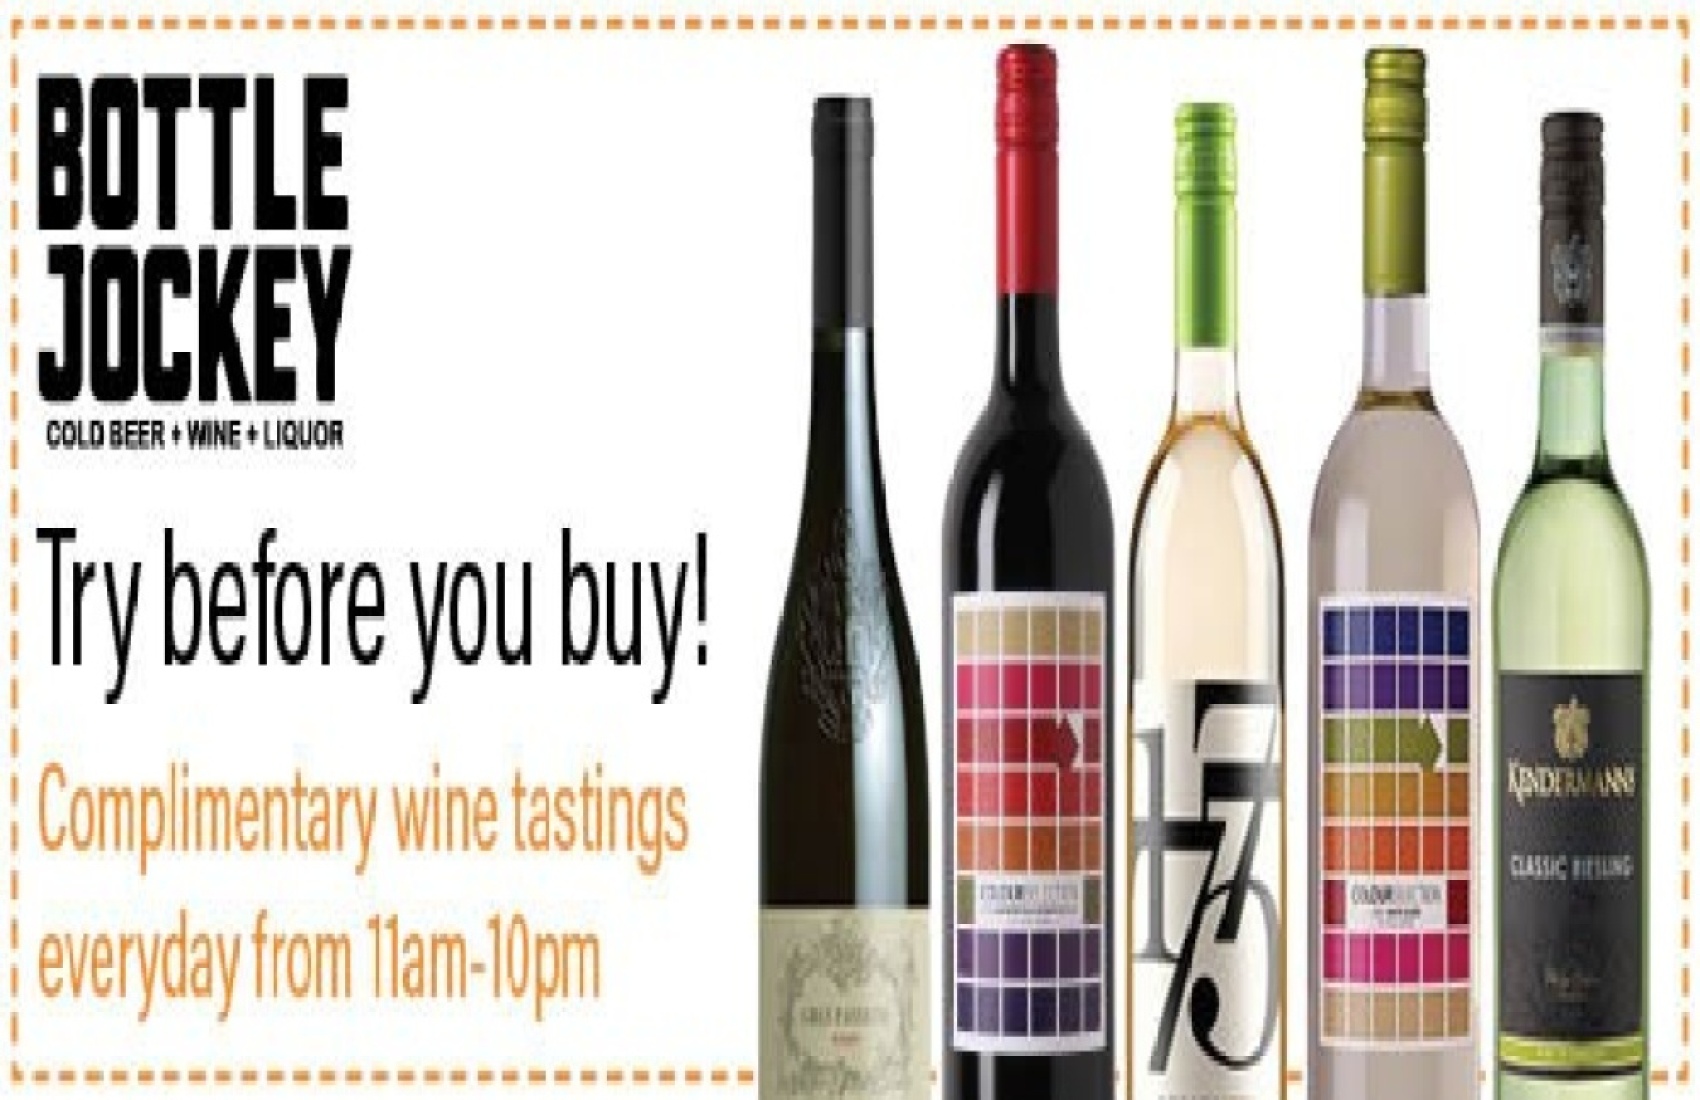 BOTTLE
JOCKEY
COLD BEER + WINE + LIQUOR
Try before you buy!
Complimentary wine tastings
everyday from 11am-10pm
KENDERMANNS
CLASSIC RIESLING